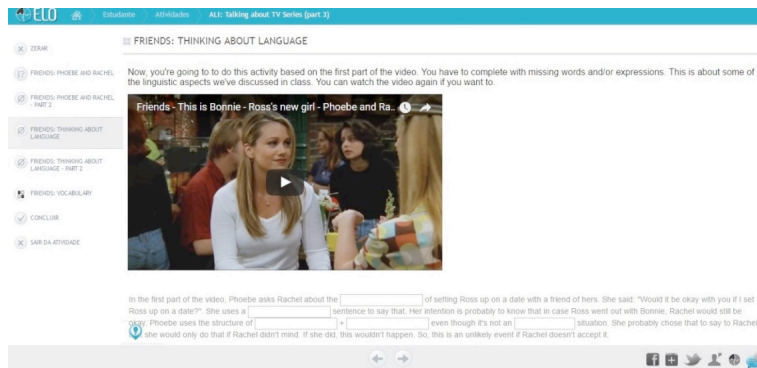 ELO Estudante Atividades ALI: Talking about TV Series (part 3)
ZERAR
FRIENDS: PHOEBE AND RACHEL
FRIENDS: PHOEBE AND RACHEL
- PART 2
FRIENDS: THINKING ABOUT
LANGUAGE
FRIENDS: THINKING ABOUT
LANGUAGE - PART 2
FRIENDS: VOCABULARY
CONCLUIR
SAIR DA ATIVIDADE
FRIENDS: THINKING ABOUT LANGUAGE
Now, you're going to to do this activity based on the first part of the video. You have to complete with missing words and/or expressions. This is about some of
the linguistic aspects we've discussed in class. You can watch the video again if you want to.
Friends - This is Bonnie - Ross's new girl - Phoebe and Ra..
In the first part of the video, Phoebe asks Rachel about the of setting Ross up on a date with a friend of hers. She said: "Would it be okay with you if I set
Ross up on a date?". She uses a sentence to say that. Her intention is probably to know that in case Ross went out with Bonnie, Rachel would still be
okay. Phoebe uses the structure of + even though it's not an situation. She probably chose that to say to Rachel
she would only do that if Rachel didn't mind. If she did, this wouldn't happen. So, this is an unlikely event if Rachel doesn't accept it.